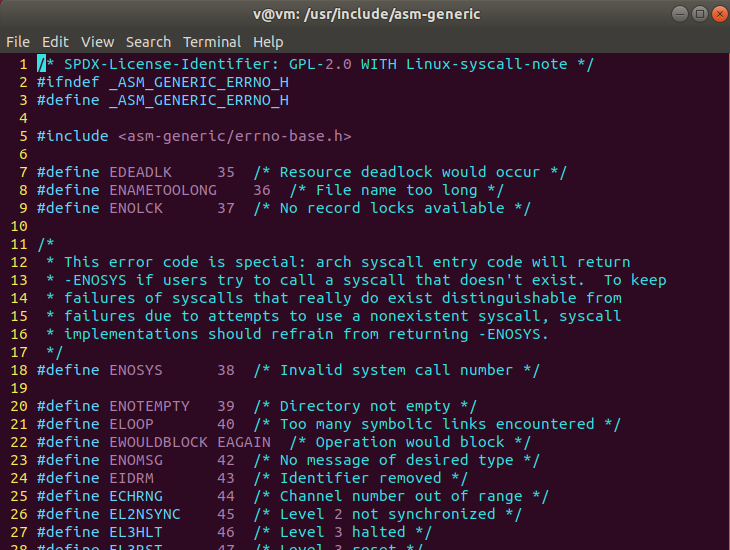 v@vm: /usr/include/asm-generic
File Edit View Search Terminal Help
1 /* SPDX-License-Identifier: GPL-2.0 WITH Linux-syscall-note */
2 #ifndef _ASM_GENERIC_ERRNO_H
3 #define _ASM_GENERIC_ERRNO_H
4
5 #include <asm-generic/errno-base.h>
6
7 #define EDEADLK 35 /* Resource deadlock would occur */
8 #define ENAMETOOLONG 36 /* File name too long */
9 #define ENOLCK 37 /* No record locks available */
10
11 /*
12 * This error code is special: arch syscall entry code will return
13 * -ENOSYS if users try to call a syscall that doesn't exist.  To keep
14 * failures of syscalls that really do exist distinguishable from
15 * failures due to attempts to use a nonexistent syscall, syscall
16 * implementations should refrain from returning -ENOSYS.
17 */
18 #define ENOSYS 38 /* Invalid system call number */
19
20 #define ENOTEMPTY 39 /* Directory not empty */
21 #define ELOOP 40 /* Too many symbolic links encountered */
22 #define EWOULDBLOCK EAGAIN /* Operation would block */
23 #define ENOMSG 42 /* No message of desired type */
24 #define EIDRM 43 /* Identifier removed */
25 #define ECHRNG 44 /* Channel number out of range */
26 #define EL2NSYNC 45 /* Level 2 not synchronized */
27 #define EL3HLT 46 /* Level 3 halted */
28 #define EL3RST 47 /* Level 3 reset */